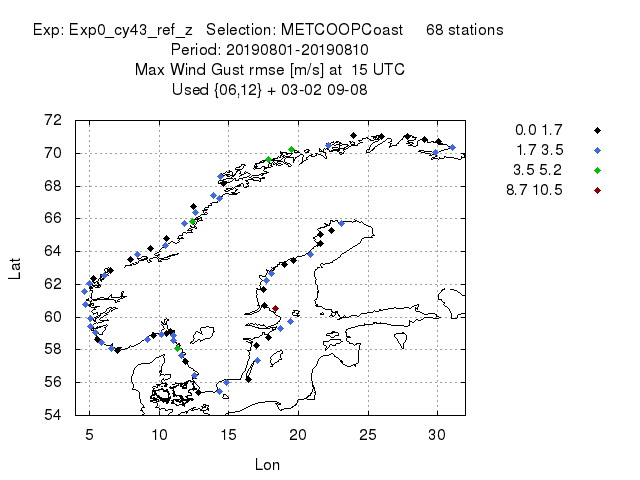 Exp: Exp0_cy43_ref_z Selection: METCOOPCoast 68 stations
Period: 20190801-20190810
Max Wind Gust rmse [m/s] at 15 UTC
Used {06,12} + 03-02 09-08
0.0 1.7
1.7 3.5
3.5 5.2
8.7 10.5
72
70
68
66
64
62
60
58
56
54
Lat
5 10 15 20 25 30
Lon